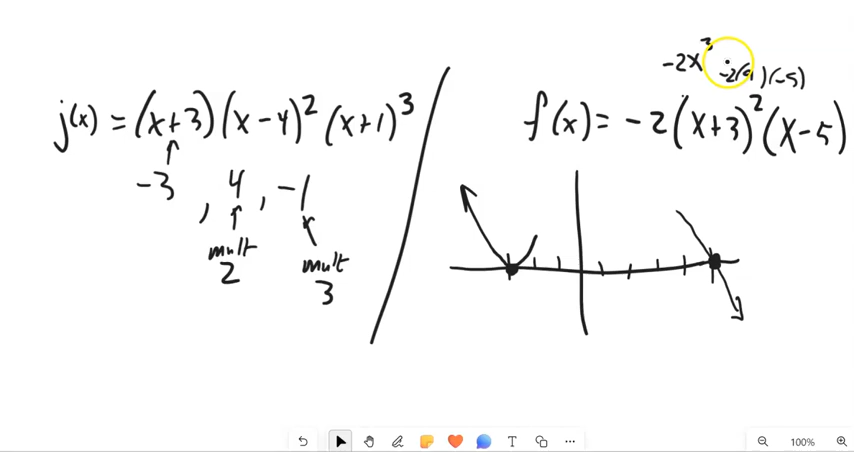 j(x) = (x+3)(x-4)² (x+1)³
-3, 4, -1
mult
2
mult
3
-2x³
-2(9)(-5)
f(x) = -2(x+3)²(x-5)
T
100%